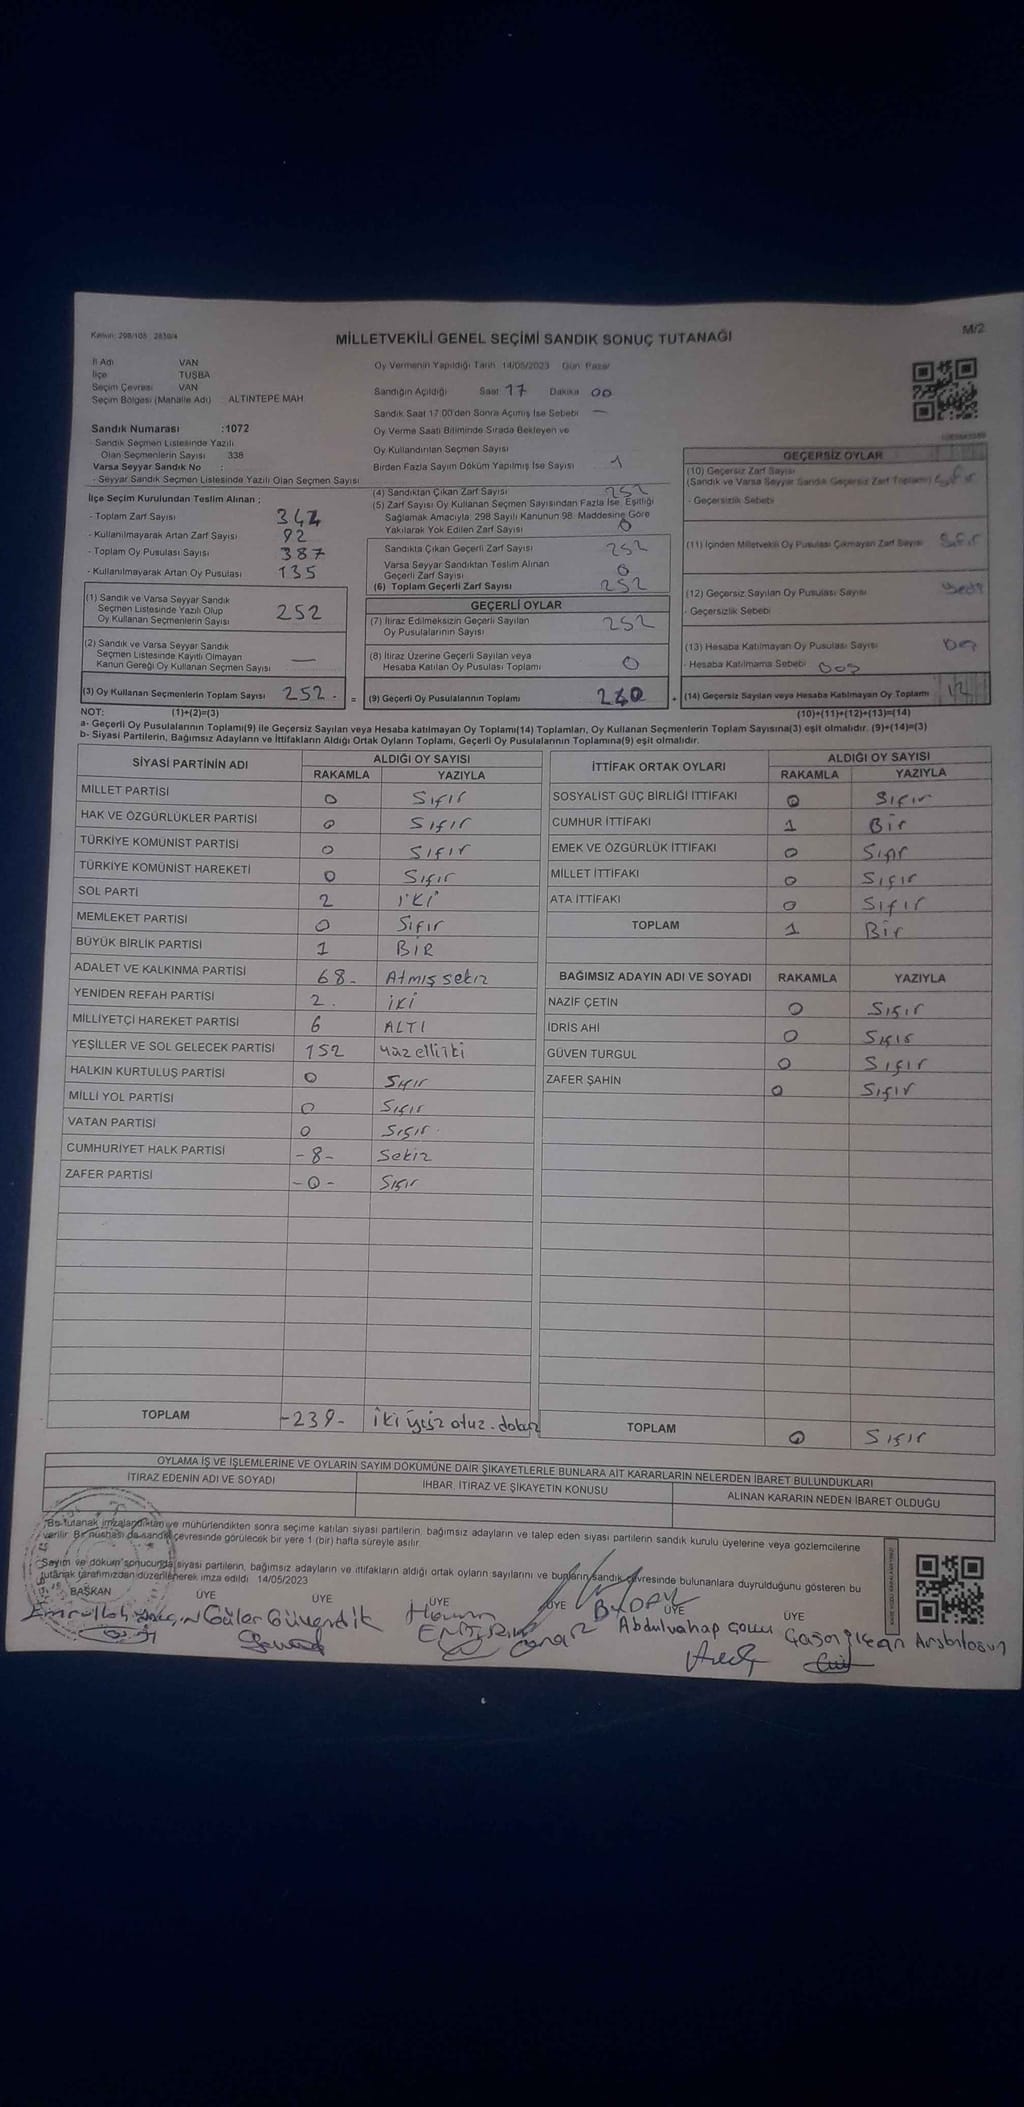 Kanun: 298/105 2839/4
M/2
MİLLETVEKİLİ GENEL SEÇİMİ SANDIK SONUÇ TUTANAĞI
İl Adı VAN
İlçe TUŞBA
Seçim Çevresi VAN
Seçim Bölgesi (Mahalle Adı) ALTINTEPE MAH.
Sandık Numarası :1072
- Sandık Seçmen Listesinde Yazılı
Olan Seçmenlerin Sayısı 338
Varsa Seyyar Sandık No :
- Seyyar Sandık Seçmen Listesinde Yazılı Olan Seçmen Sayısı
Oy Vermenin Yapıldığı Tarih 14/05/2023 Gün Pazar
Sandığın Açıldığı Saat 17 Dakika 00
Sandık Saat 17.00'den Sonra Açılmış İse Sebebi —
Oy Verme Saati Bitiminde Sırada Bekleyen ve
Oy Kullandırılan Seçmen Sayısı
Birden Fazla Sayım Döküm Yapılmış İse Sayısı 1
İlçe Seçim Kurulundan Teslim Alınan ;
- Toplam Zarf Sayısı
- Kullanılmayarak Artan Zarf Sayısı 92
- Toplam Oy Pusulası Sayısı 387
- Kullanılmayarak Artan Oy Pusulası 135
(1) Sandık ve Varsa Seyyar Sandık
Seçmen Listesinde Yazılı Olup
Oy Kullanan Seçmenlerin Sayısı 252
(2) Sandık ve Varsa Seyyar Sandık
Seçmen Listesinde Kayıtlı Olmayan
Kanun Gereği Oy Kullanan Seçmen Sayısı —
(3) Oy Kullanan Seçmenlerin Toplam Sayısı 252.
(4) Sandıktan Çıkan Zarf Sayısı 252
(5) Zarf Sayısı Oy Kullanan Seçmen Sayısından Fazla İse, Eşitliği
Sağlamak Amacıyla, 298 Sayılı Kanunun 98. Maddesine Göre
Yakılarak Yok Edilen Zarf Sayısı 0
Sandıkta Çıkan Geçerli Zarf Sayısı 252
Varsa Seyyar Sandıktan Teslim Alınan
Geçerli Zarf Sayısı 0
(6) Toplam Geçerli Zarf Sayısı 252
GEÇERLİ OYLAR
(7) İtiraz Edilmeksizin Geçerli Sayılan
Oy Pusulalarının Sayısı 252
(8) İtiraz Üzerine Geçerli Sayılan veya
Hesaba Katılan Oy Pusulası Toplamı 0
= (9) Geçerli Oy Pusulalarının Toplamı 240 +
GEÇERSİZ OYLAR
(10) Geçersiz Zarf Sayısı
(Sandık ve Varsa Seyyar Sandık Geçersiz Zarf Toplamı) Sıfır
- Geçersizlik Sebebi
(11) İçinden Milletvekili Oy Pusulası Çıkmayan Zarf Sayısı Sıfır
(12) Geçersiz Sayılan Oy Pusulası Sayısı Yedi
- Geçersizlik Sebebi
(13) Hesaba Katılmayan Oy Pusulası Sayısı
- Hesaba Katılmama Sebebi
(14) Geçersiz Sayılan veya Hesaba Katılmayan Oy Toplamı 12
NOT: (1)+(2)=(3) (10)+(11)+(12)+(13)=(14)
a- Geçerli Oy Pusulalarının Toplamı(9) ile Geçersiz Sayılan veya Hesaba katılmayan Oy Toplamı(14) Toplamları, Oy Kullanan Seçmenlerin Toplam Sayısına(3) eşit olmalıdır. (9)+(14)=(3)
b- Siyasi Partilerin, Bağımsız Adayların ve İttifakların Aldığı Ortak Oyların Toplamı, Geçerli Oy Pusulalarının Toplamına(9) eşit olmalıdır.
SİYASİ PARTİNİN ADI ALDIĞI OY SAYISI
RAKAMLA YAZIYLA
MİLLET PARTİSİ 0 Sıfır
HAK VE ÖZGÜRLÜKLER PARTİSİ 0 Sıfır
TÜRKİYE KOMÜNİST PARTİSİ 0 Sıfır
TÜRKİYE KOMÜNİST HAREKETİ 0 Sıfır
SOL PARTİ 2 iki
MEMLEKET PARTİSİ 0 Sıfır
BÜYÜK BİRLİK PARTİSİ 1 BİR
ADALET VE KALKINMA PARTİSİ 68- Atmış sekiz
YENİDEN REFAH PARTİSİ 2. iki
MİLLİYETÇİ HAREKET PARTİSİ 6 ALTI
YEŞİLLER VE SOL GELECEK PARTİSİ 152 yüz elliiki
HALKIN KURTULUŞ PARTİSİ 0 Sıfır
MİLLİ YOL PARTİSİ 0 Sıfır
VATAN PARTİSİ 0 Sıfır.
CUMHURİYET HALK PARTİSİ -8- Sekiz
ZAFER PARTİSİ -0- Sıfır
TOPLAM -239- iki yüz otuz-dokuz
İTTİFAK ORTAK OYLARI ALDIĞI OY SAYISI
RAKAMLA YAZIYLA
SOSYALİST GÜÇ BİRLİĞİ İTTİFAKI 0 Sıfır
CUMHUR İTTİFAKI 1 Bir
EMEK VE ÖZGÜRLÜK İTTİFAKI 0 Sıfır
MİLLET İTTİFAKI 0 Sıfır
ATA İTTİFAKI 0 Sıfır
TOPLAM 1 Bir
BAĞIMSIZ ADAYIN ADI VE SOYADI RAKAMLA YAZIYLA
NAZİF ÇETİN 0 Sıfır
İDRİS AHİ 0 Sıfır
GÜVEN TURGUL 0 Sıfır
ZAFER ŞAHİN 0 Sıfır
TOPLAM 0 Sıfır
OYLAMA İŞ VE İŞLEMLERİNE VE OYLARIN SAYIM DÖKÜMÜNE DAİR ŞİKAYETLERLE BUNLARA AİT KARARLARIN NELERDEN İBARET BULUNDUKLARI
İTİRAZ EDENİN ADI VE SOYADI İHBAR, İTİRAZ VE ŞİKAYETİN KONUSU ALINAN KARARIN NEDEN İBARET OLDUĞU
Bu tutanak imzalandıktan ve mühürlendikten sonra seçime katılan siyasi partilerin, bağımsız adayların ve talep eden siyasi partilerin sandık kurulu üyelerine veya gözlemcilerine
verilir. Bir nüshası da sandık çevresinde görülecek bir yere 1 (bir) hafta süreyle asılır.
Sayım ve döküm sonucunda siyasi partilerin, bağımsız adayların ve ittifakların aldığı ortak oyların sayılarını ve bunların sandık çevresinde bulunanlara duyrulduğunu gösteren bu
tutanak tarafımızdan düzenlenerek imza edildi. 14/05/2023
BAŞKAN ÜYE ÜYE ÜYE ÜYE ÜYE ÜYE
Güler Güvendik
Abdulvahap